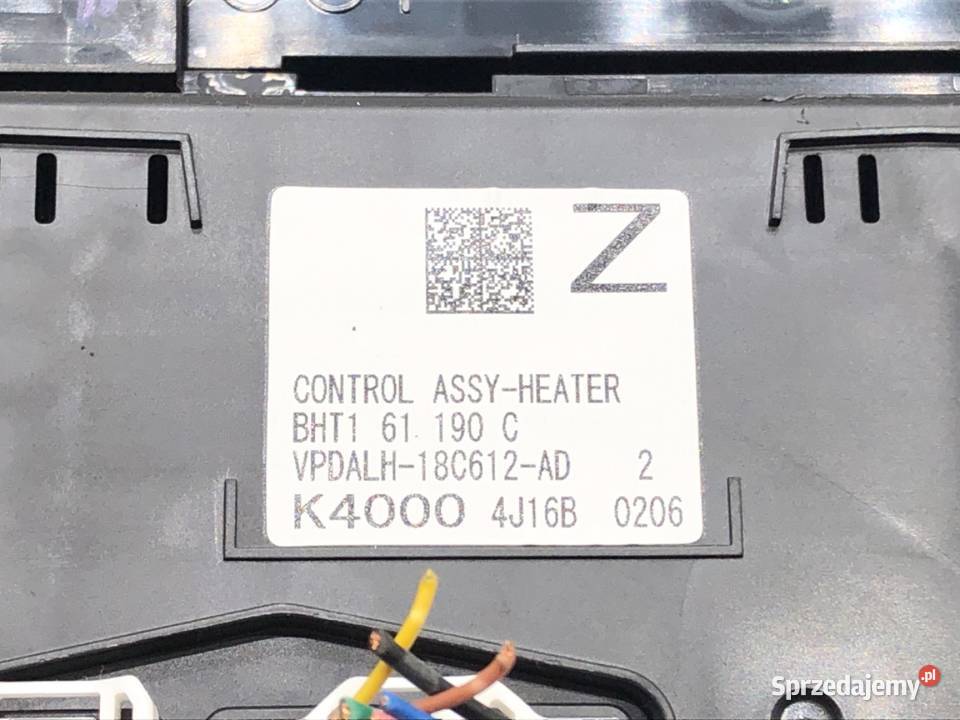 Z
CONTROL ASSY-HEATER
BHT1 61 190 C
VPDALH-18C612-AD 2
K4000 4J16B 0206
Sprzedajemy.pl